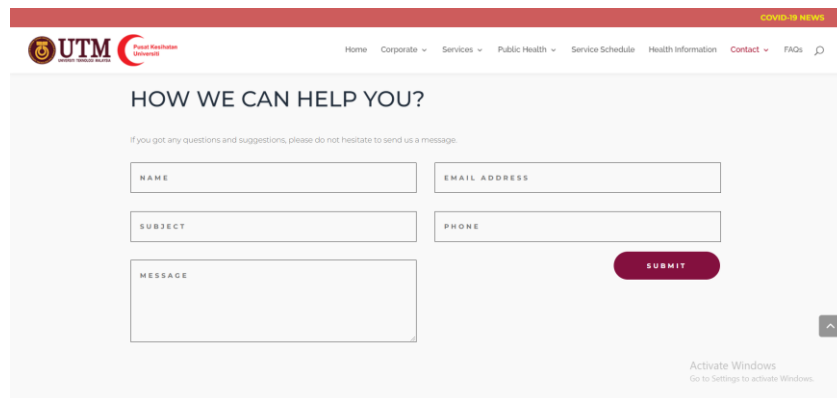 COVID-19 NEWS
UTM
UNIVERSITI TEKNOLOGI MALAYSIA
Pusat Kesihatan
Universiti
Home Corporate Services Public Health Service Schedule Health Information Contact FAQs
HOW WE CAN HELP YOU?
If you got any questions and suggestions, please do not hesitate to send us a message.
NAME EMAIL ADDRESS
SUBJECT PHONE
MESSAGE SUBMIT
Activate Windows
Go to Settings to activate Windows.